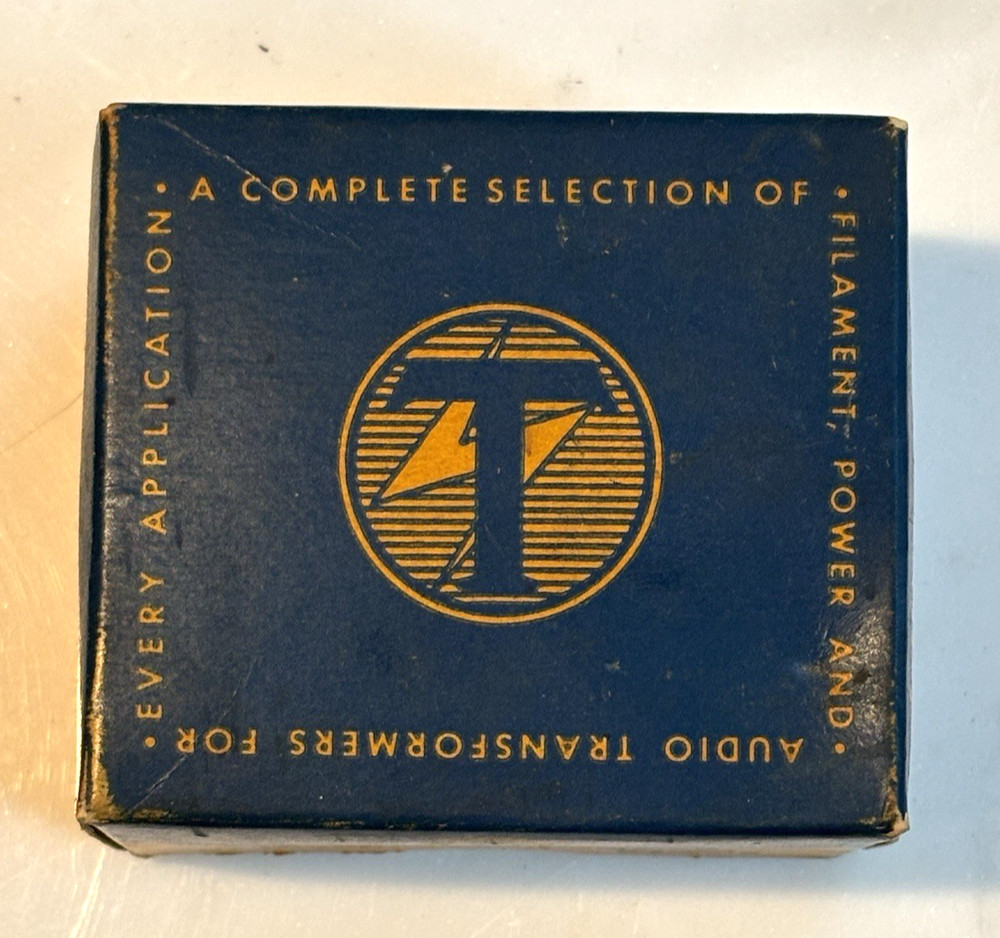 • A COMPLETE SELECTION OF
• FILAMENT, POWER AND
• AUDIO TRANSFORMERS FOR
• EVERY APPLICATION
T